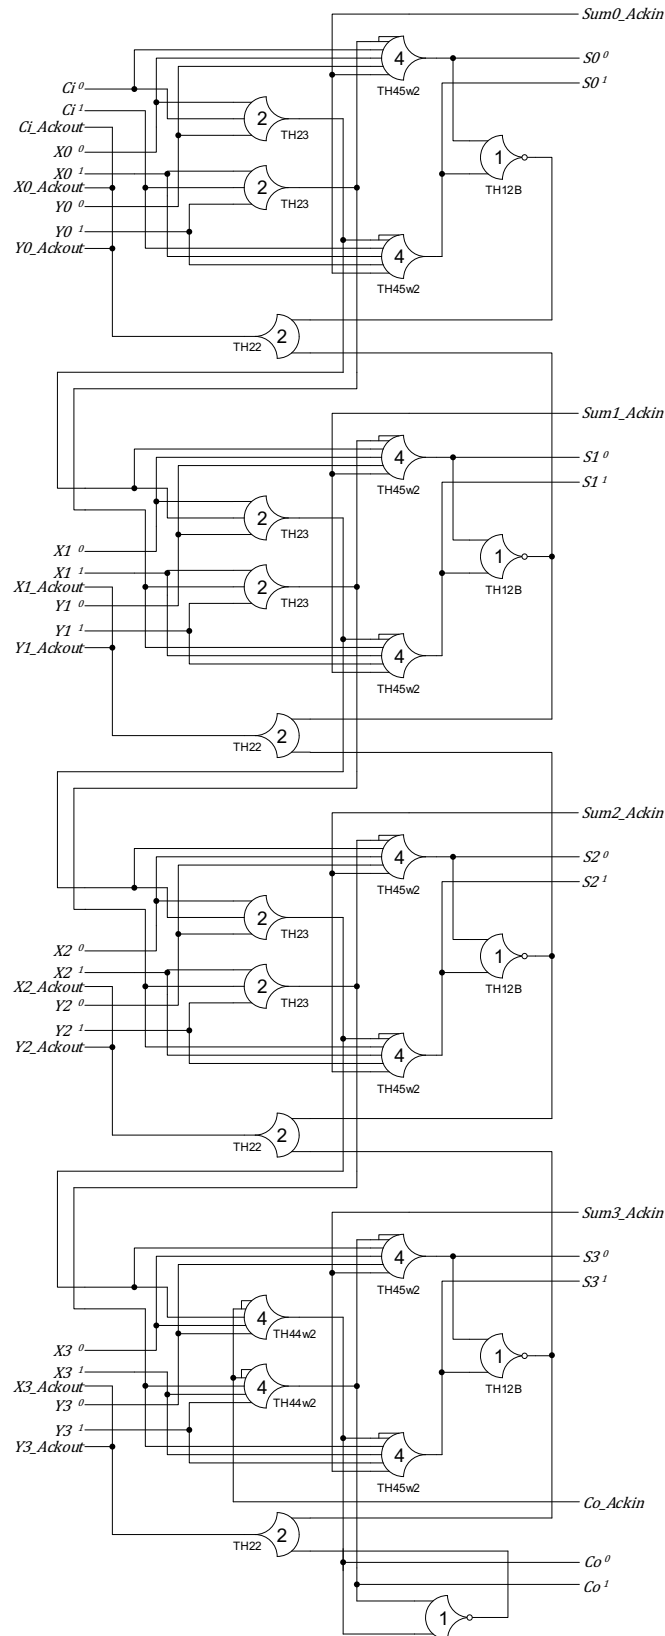 Sum0_Ackin
4
S0 0
TH45w2
S0 1
Ci 0
Ci 1
2
Ci_Ackout
TH23
1
X0 0
X0 1
2
TH12B
X0_Ackout
TH23
Y0 0
Y0 1
Y0_Ackout
4
TH45w2
TH22
2
Sum1_Ackin
4
S1 0
TH45w2
S1 1
2
TH23
1
X1 0
X1 1
2
TH12B
X1_Ackout
TH23
Y1 0
Y1 1
Y1_Ackout
4
TH45w2
TH22
2
Sum2_Ackin
4
S2 0
TH45w2
S2 1
2
TH23
1
X2 0
X2 1
2
TH12B
X2_Ackout
TH23
Y2 0
Y2 1
Y2_Ackout
4
TH45w2
TH22
2
Sum3_Ackin
4
S3 0
TH45w2
S3 1
4
TH44w2
1
X3 0
X3 1
4
TH12B
X3_Ackout
TH44w2
Y3 0
Y3 1
Y3_Ackout
4
TH45w2
Co_Ackin
TH22
2
Co 0
Co 1
1